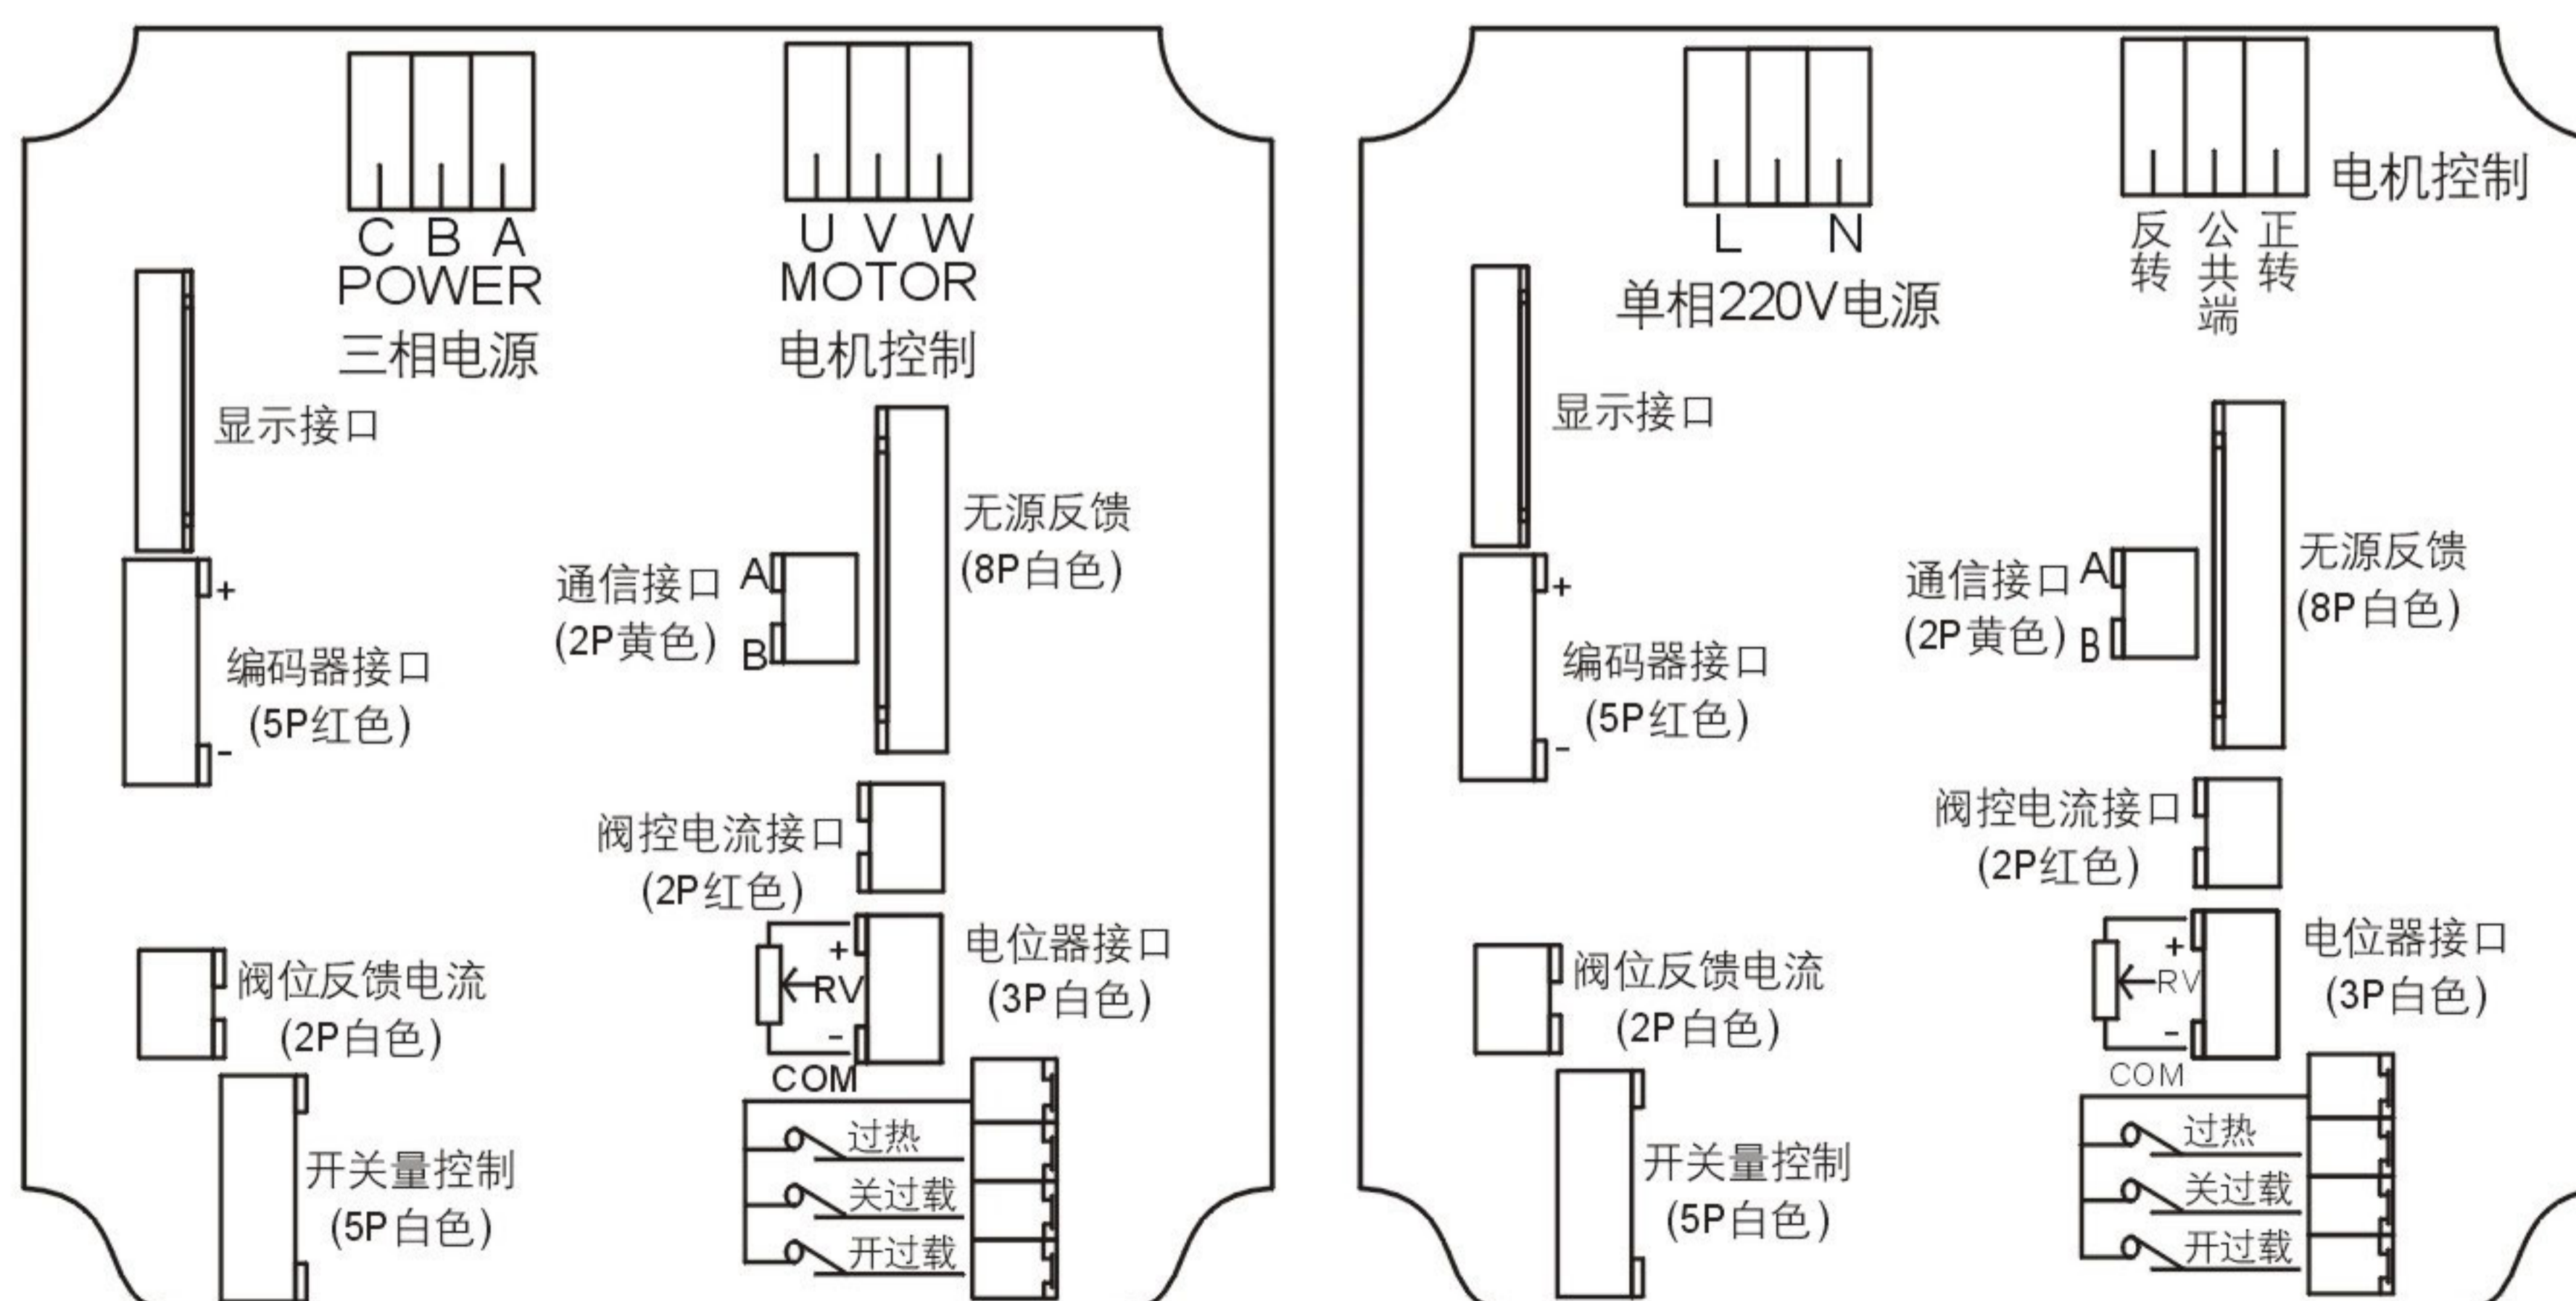 C B A
POWER
三相电源
U V W
MOTOR
电机控制
显示接口
无源反馈
(8P白色)
通信接口
(2P黄色)
A
B
+
编码器接口
(5P红色)
-
阀控电流接口
(2P红色)
+
RV
-
电位器接口
(3P白色)
阀位反馈电流
(2P白色)
COM
过热
关过载
开过载
开关量控制
(5P白色)
L N
单相220V电源
电机控制
反转
公共端
正转
显示接口
无源反馈
(8P白色)
通信接口
(2P黄色)
A
B
+
编码器接口
(5P红色)
-
阀控电流接口
(2P红色)
+
RV
-
电位器接口
(3P白色)
阀位反馈电流
(2P白色)
COM
过热
关过载
开过载
开关量控制
(5P白色)